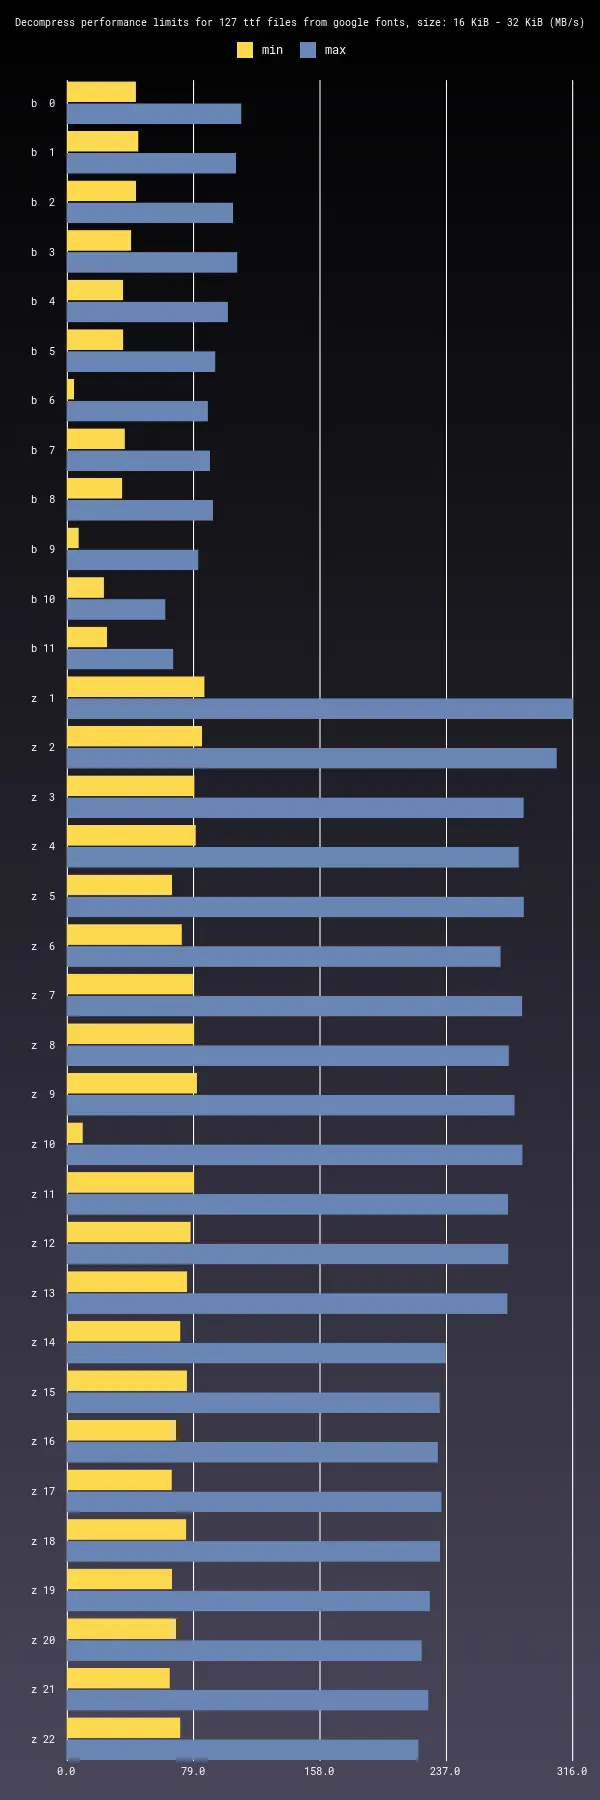 Decompress performance limits for 127 ttf files from google fonts, size: 16 KiB - 32 KiB (MB/s)
min max
b 0
b 1
b 2
b 3
b 4
b 5
b 6
b 7
b 8
b 9
b 10
b 11
z 1
z 2
z 3
z 4
z 5
z 6
z 7
z 8
z 9
z 10
z 11
z 12
z 13
z 14
z 15
z 16
z 17
z 18
z 19
z 20
z 21
z 22
0.0 79.0 158.0 237.0 316.0